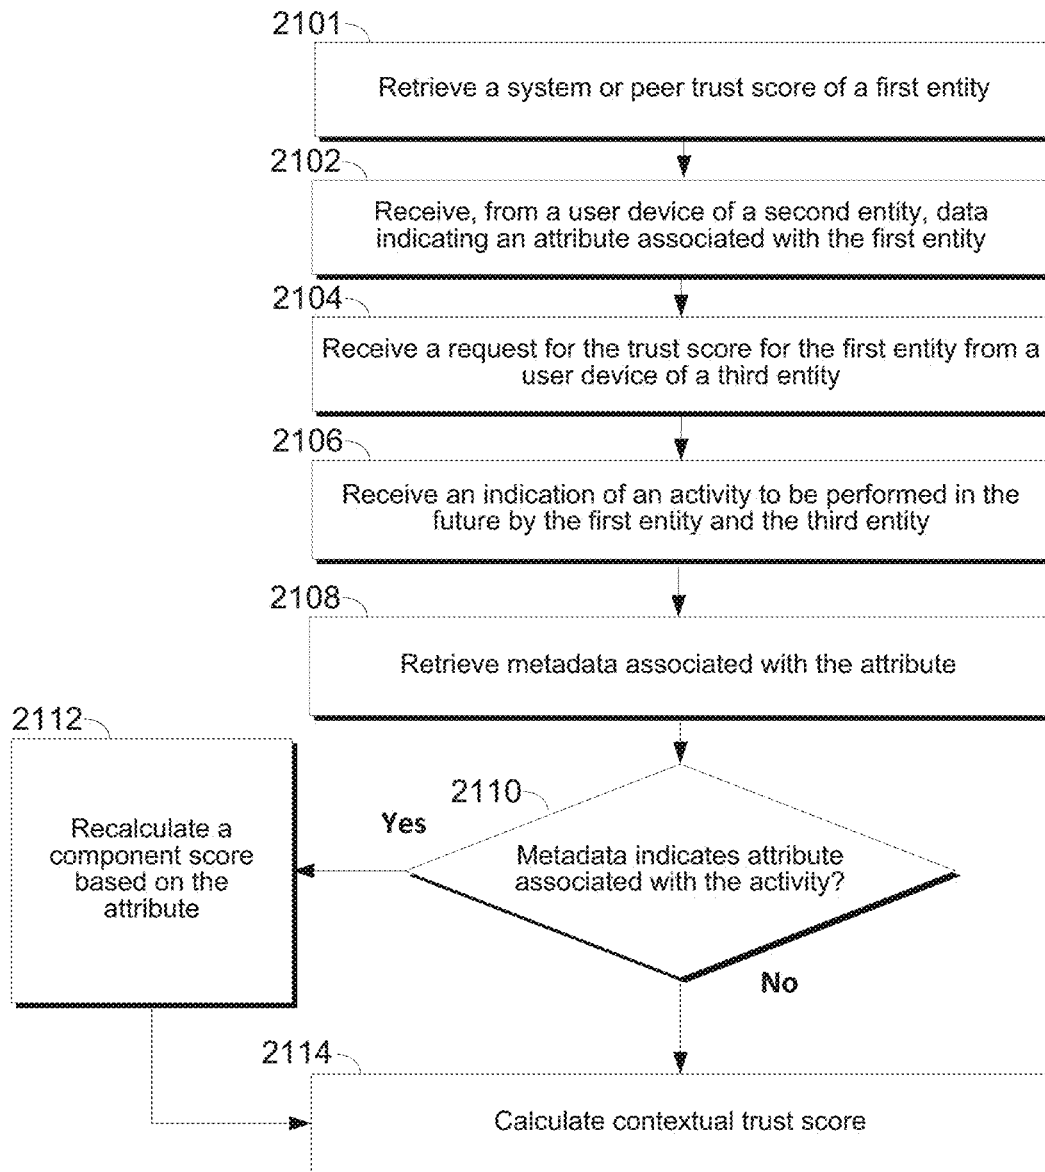 2101
Retrieve a system or peer trust score of a first entity
2102
Receive, from a user device of a second entity, data
indicating an attribute associated with the first entity
2104
Receive a request for the trust score for the first entity from a
user device of a third entity
2106
Receive an indication of an activity to be performed in the
future by the first entity and the third entity
2108
Retrieve metadata associated with the attribute
2112
Recalculate a
component score
based on the
attribute
2110
Yes
Metadata indicates attribute
associated with the activity?
No
2114
Calculate contextual trust score